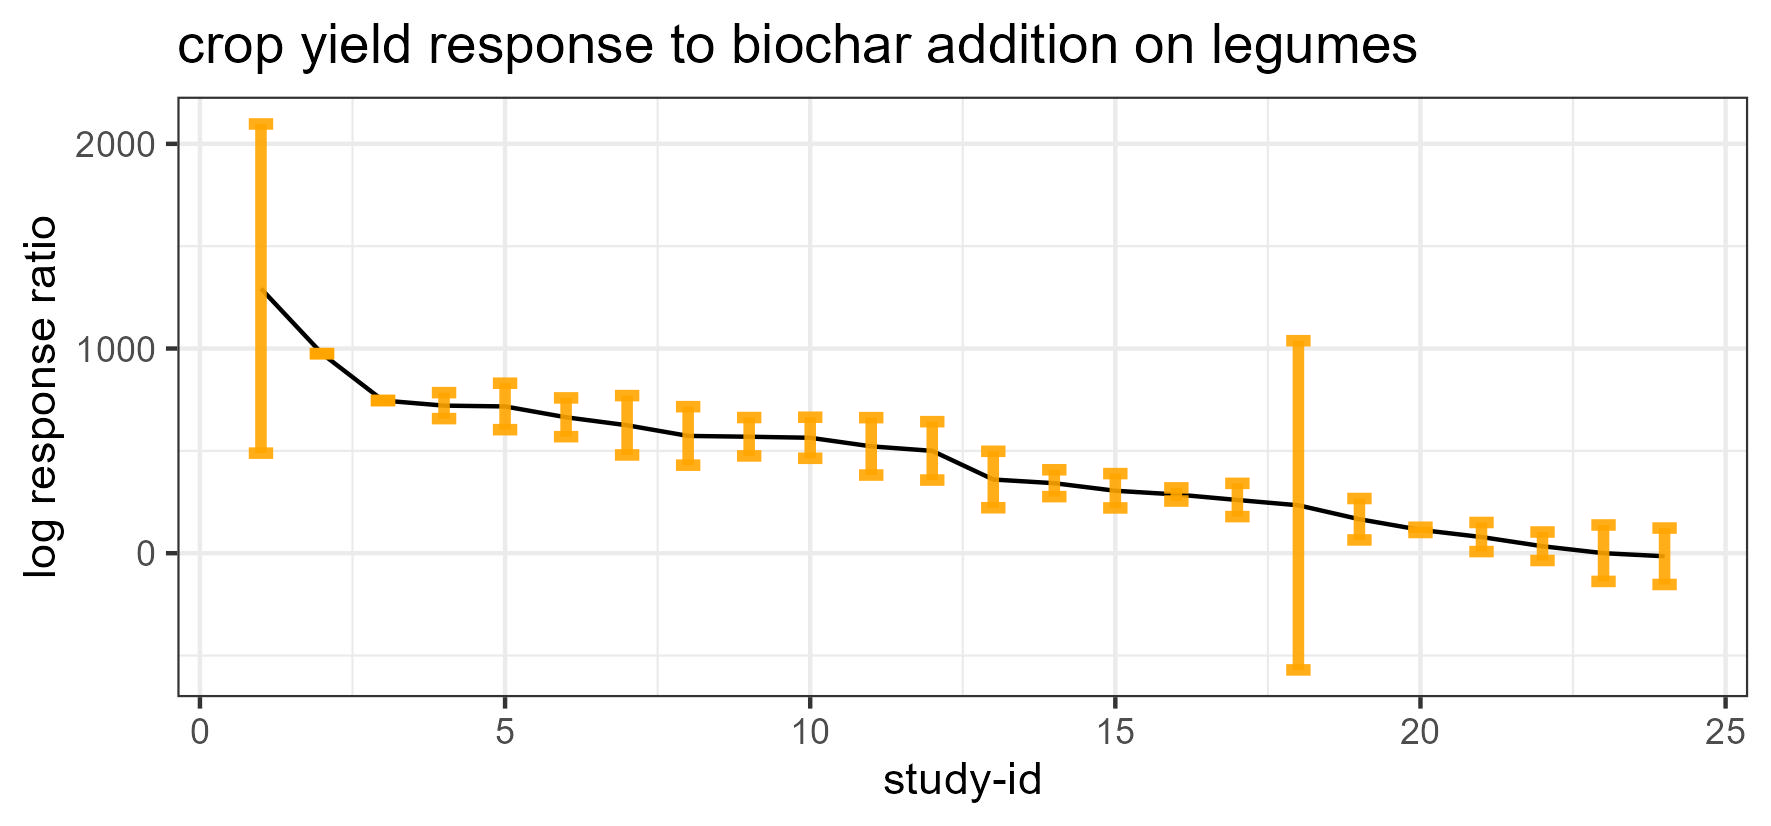 crop yield response to biochar addition on legumes
log response ratio
2000
1000
0
0 5 10 15 20 25
study-id